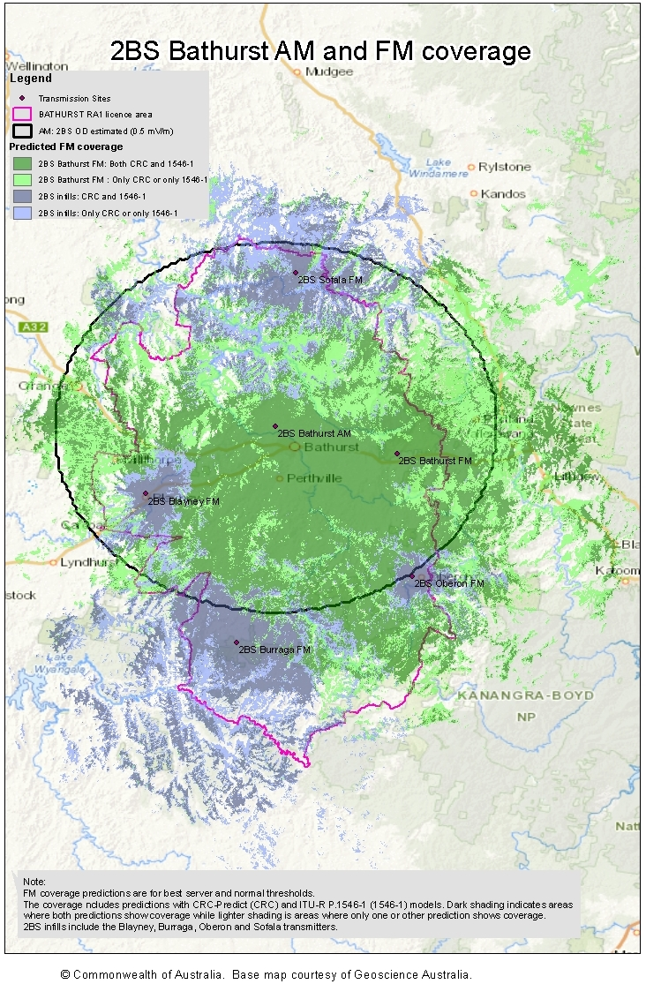 2BS Bathurst AM and FM coverage
Wellington
Mudgee
Legend
Transmission Sites
BATHURST RA1 licence area
AM: 2BS OD estimated (0.5 mV/m)
Predicted FM coverage
2BS Bathurst FM: Both CRC and 1546-1
2BS Bathurst FM : Only CRC or only 1546-1
2BS infills: CRC and 1546-1
2BS infills: Only CRC or only 1546-1
Lake
Windamere
Rylstone
Kandos
2BS Sofala FM
ong
A32
Orange
2BS Bathurst AM
Bathurst
2BS Bathurst FM
State
Forest
Perthville
Lithgow
2BS Blayney FM
Lyndhurst
Bla
Katoom
2BS Oberon FM
stock
2BS Burraga FM
Lake
Wyangala
KANANGRA-BOYD
NP
Natt
Note:
FM coverage predictions are for best server and normal thresholds.
The coverage ncludes predictions with CRC-Predict (CRC) and ITU-R P.1546-1 (1546-1) models. Dark shading indicates areas
where both predictions show coverage while lighter shading is areas where only one or other prediction shows coverage.
2BS infills include the Blayney, Burraga, Oberon and Sofala transmitters.
© Commonwealth of Australia. Base map courtesy of Geoscience Australia.